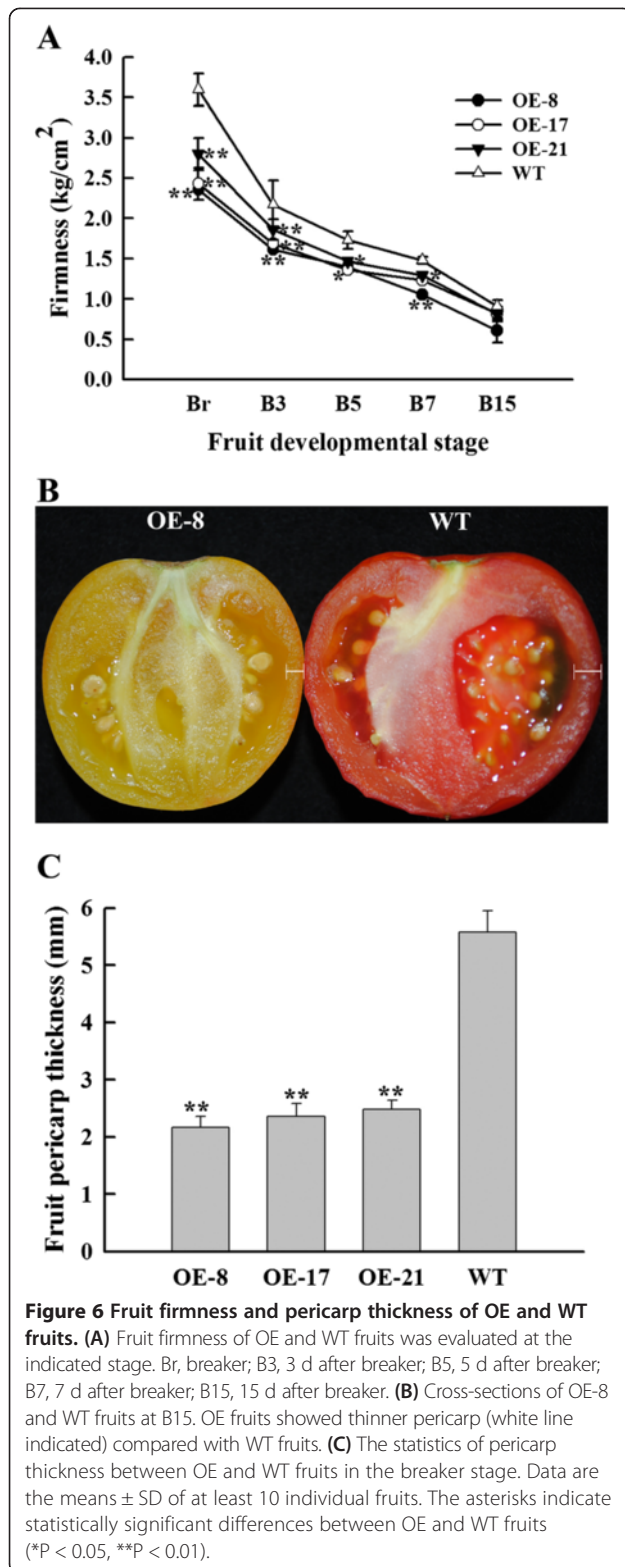 A
4.0
3.5
3.0
2.5
2.0
1.5
1.0
0.5
0.0
Firmness (kg/cm²)
OE-8
OE-17
OE-21
WT
**
**
**
**
**
**
*
*
*
**
Br B3 B5 B7 B15
Fruit developmental stage
B
OE-8 WT
C
6
5
3
2
1
0
Fruit pericarp thickness (mm)
** ** **
OE-8 OE-17 OE-21 WT
Figure 6 Fruit firmness and pericarp thickness of OE and WT
fruits. (A) Fruit firmness of OE and WT fruits was evaluated at the
indicated stage. Br, breaker; B3, 3 d after breaker; B5, 5 d after breaker;
B7, 7 d after breaker; B15, 15 d after breaker. (B) Cross-sections of OE-8
and WT fruits at B15. OE fruits showed thinner pericarp (white line
indicated) compared with WT fruits. (C) The statistics of pericarp
thickness between OE and WT fruits in the breaker stage. Data are
the means ± SD of at least 10 individual fruits. The asterisks indicate
statistically significant differences between OE and WT fruits
(*P < 0.05, **P < 0.01).